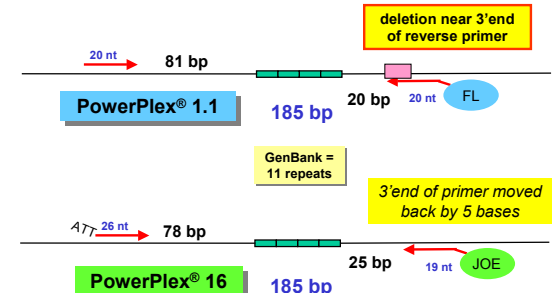 deletion near 3'end
of reverse primer
20 nt
81 bp
PowerPlex® 1.1
185 bp
20 bp
20 nt
FL
GenBank =
11 repeats
3'end of primer moved
back by 5 bases
ATT
26 nt
78 bp
PowerPlex® 16
185 bp
25 bp
19 nt
JOE